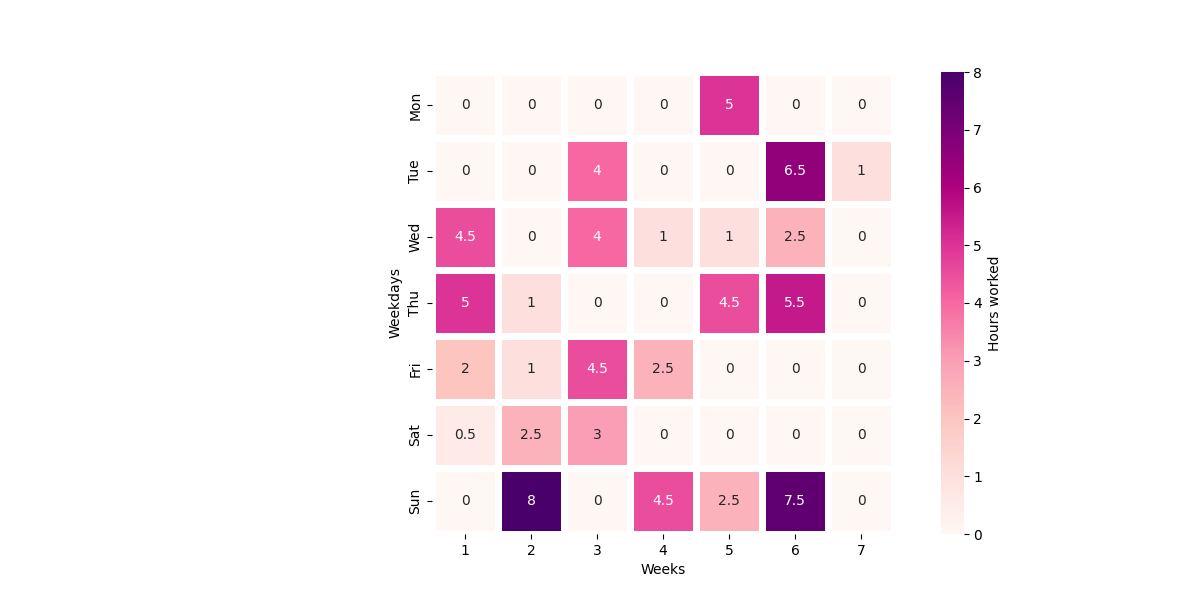 Mon 0 0 0 0 5 0 0
Tue 0 0 4 0 0 6.5 1
Wed 4.5 0 4 1 1 2.5 0
Thu 5 1 0 0 4.5 5.5 0
Fri 2 1 4.5 2.5 0 0 0
Sat 0.5 2.5 3 0 0 0 0
Sun 0 8 0 4.5 2.5 7.5 0
1 2 3 4 5 6 7
Weeks
Weekdays
8
7
6
5
4
3
2
1
0
Hours worked